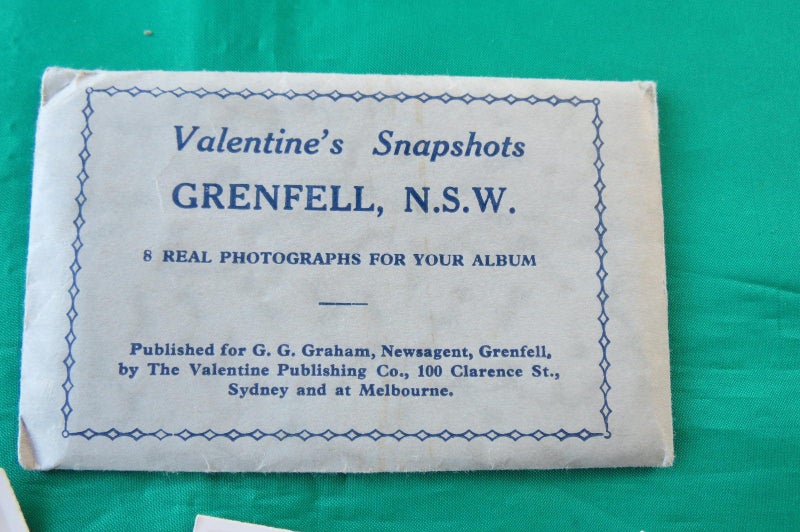 Valentine's Snapshots
GRENFELL, N.S.W.
8 REAL PHOTOGRAPHS FOR YOUR ALBUM
Published for G. G. Graham, Newsagent, Grenfell,
by The Valentine Publishing Co., 100 Clarence St.,
Sydney and at Melbourne.